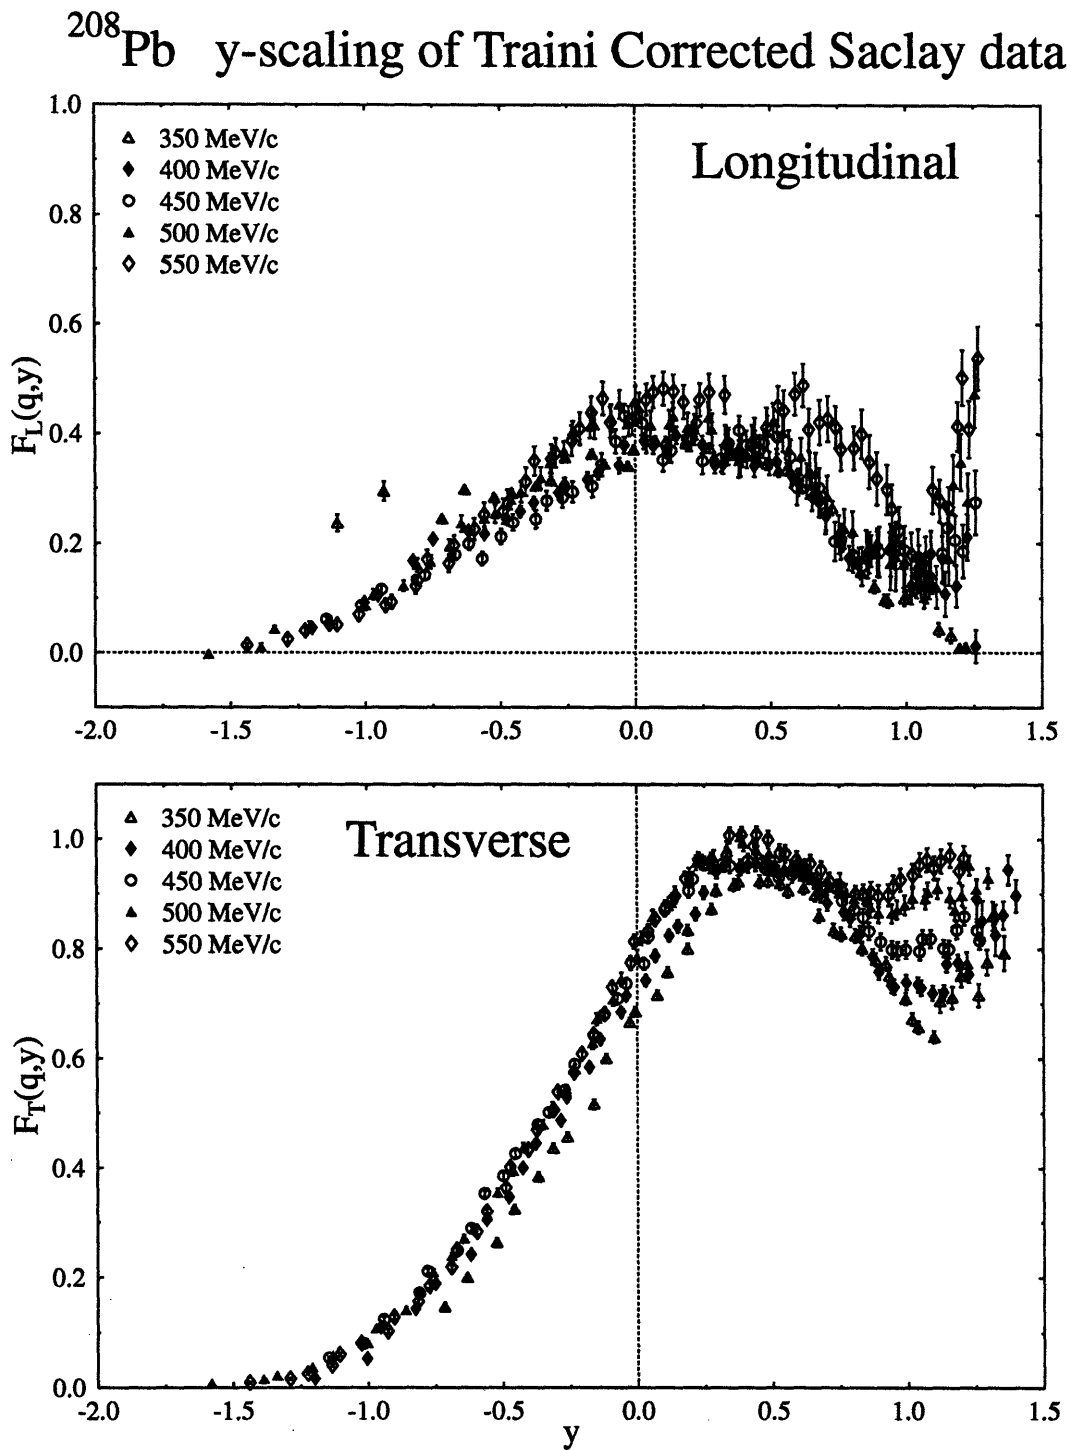 208Pb y-scaling of Traini Corrected Saclay data
1.0
350 MeV/c
400 MeV/c
450 MeV/c
500 MeV/c
550 MeV/c
Longitudinal
0.8
0.6
0.4
0.2
0.0
FL(q,y)
-2.0 -1.5 -1.0 -0.5 0.0 0.5 1.0 1.5
350 MeV/c
400 MeV/c
450 MeV/c
500 MeV/c
550 MeV/c
Transverse
1.0
0.8
0.6
0.4
0.2
0.0
FT(q,y)
-2.0 -1.5 -1.0 -0.5 0.0 0.5 1.0 1.5
y